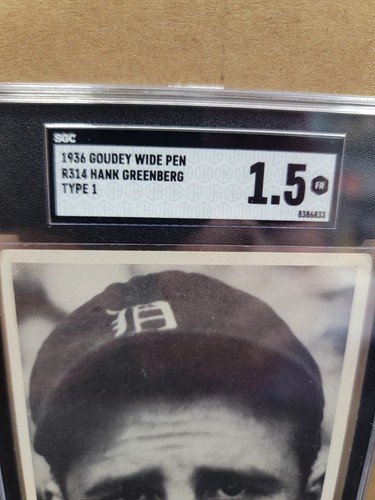 SGC
1936 GOUDEY WIDE PEN
R314 HANK GREENBERG
TYPE 1
1.5 FR
8386833
D